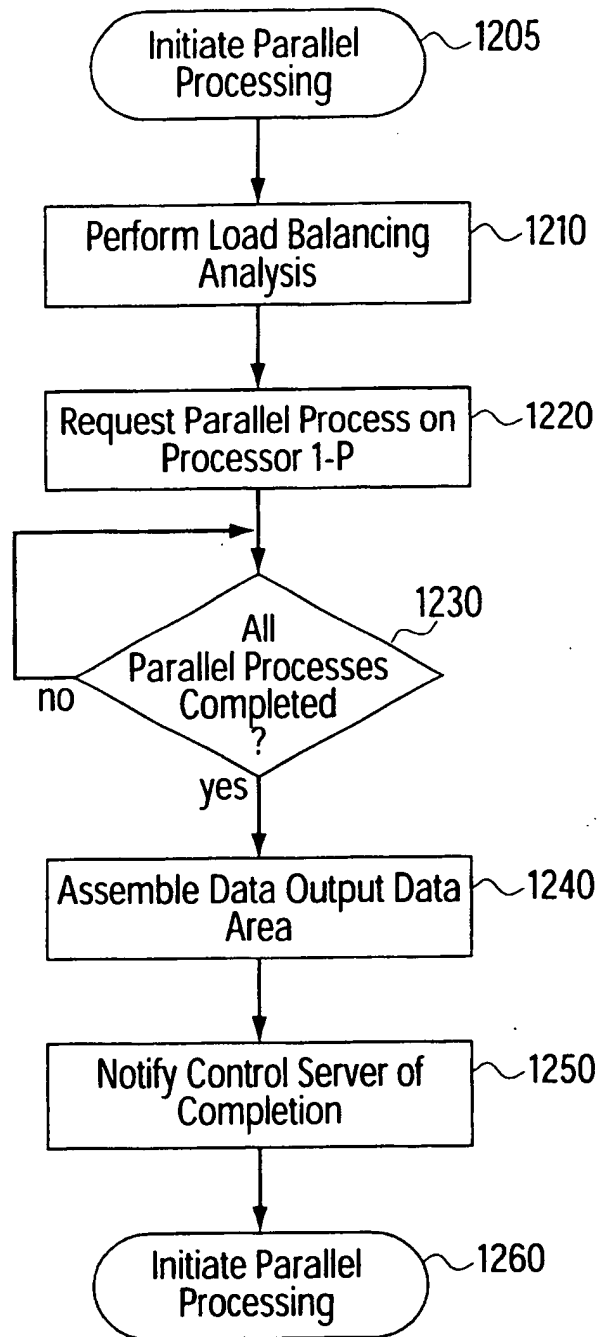 Initiate Parallel
Processing
1205
Perform Load Balancing
Analysis
1210
Request Parallel Process on
Processor 1-P
1220
All
Parallel Processes
Completed
?
1230
no
yes
Assemble Data Output Data
Area
1240
Notify Control Server of
Completion
1250
Initiate Parallel
Processing
1260